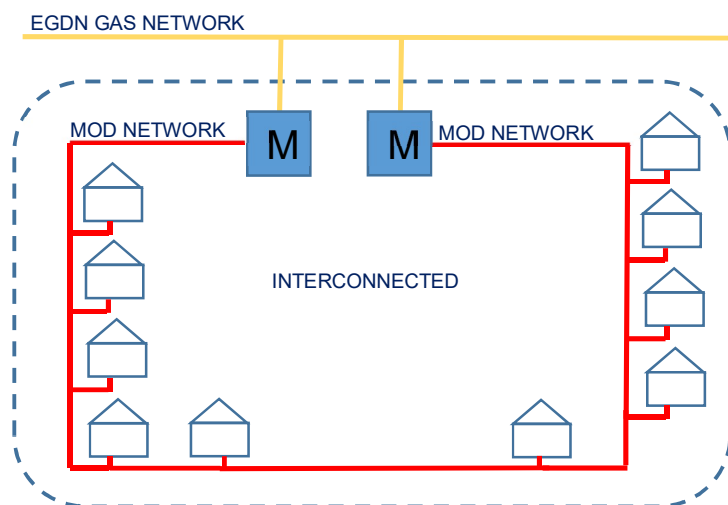 EGDN GAS NETWORK
MOD NETWORK
M
M
MOD NETWORK
INTERCONNECTED